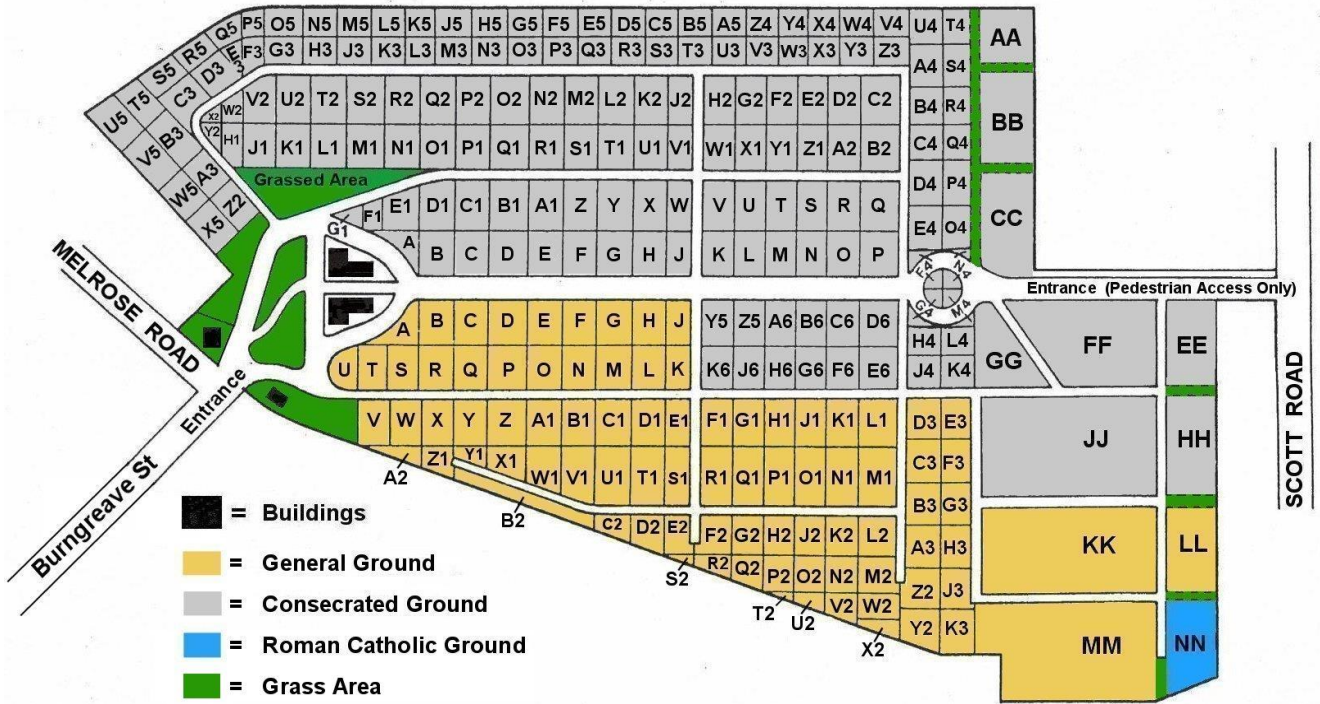 Q5 P5 O5 N5 M5 L5 K5 J5 H5 G5 F5 E5 D5 C5 B5 A5 Z4 Y4 X4 W4 V4 U4 T4 AA
S5 R5 E3 F3 G3 H3 J3 K3 L3 M3 N3 O3 P3 Q3 R3 S3 T3 U3 V3 W3 X3 Y3 Z3 A4 S4
U5 T5 C3 D3 X2 W2 V2 U2 T2 S2 R2 Q2 P2 O2 N2 M2 L2 K2 J2 H2 G2 F2 E2 D2 C2 B4 R4 BB
V5 B3 Y2 H1 J1 K1 L1 M1 N1 O1 P1 Q1 R1 S1 T1 U1 V1 W1 X1 Y1 Z1 A2 B2 C4 Q4
Grassed Area
W5 A3 F1 E1 D1 C1 B1 A1 Z Y X W V U T S R Q D4 P4 CC
X5 Z2 G1 A B C D E F G H J K L M N O P E4 O4
F4 N4
G4 M4
Entrance (Pedestrian Access Only)
MELROSE ROAD
A B C D E F G H J Y5 Z5 A6 B6 C6 D6 H4 L4 GG FF EE
U T S R Q P O N M L K K6 J6 H6 G6 F6 E6 J4 K4
Entrance
Burngreave St
SCOTT ROAD
V W X Y Z A1 B1 C1 D1 E1 F1 G1 H1 J1 K1 L1 D3 E3 JJ HH
A2 Z1 Y1 X1 W1 V1 U1 T1 S1 R1 Q1 P1 O1 N1 M1 C3 F3
B2 C2 D2 E2 F2 G2 H2 J2 K2 L2 B3 G3
A3 H3 KK LL
S2 R2 Q2 P2 O2 N2 M2 Z2 J3
T2 U2 V2 W2 X2 Y2 K3 MM NN
= Buildings
= General Ground
= Consecrated Ground
= Roman Catholic Ground
= Grass Area